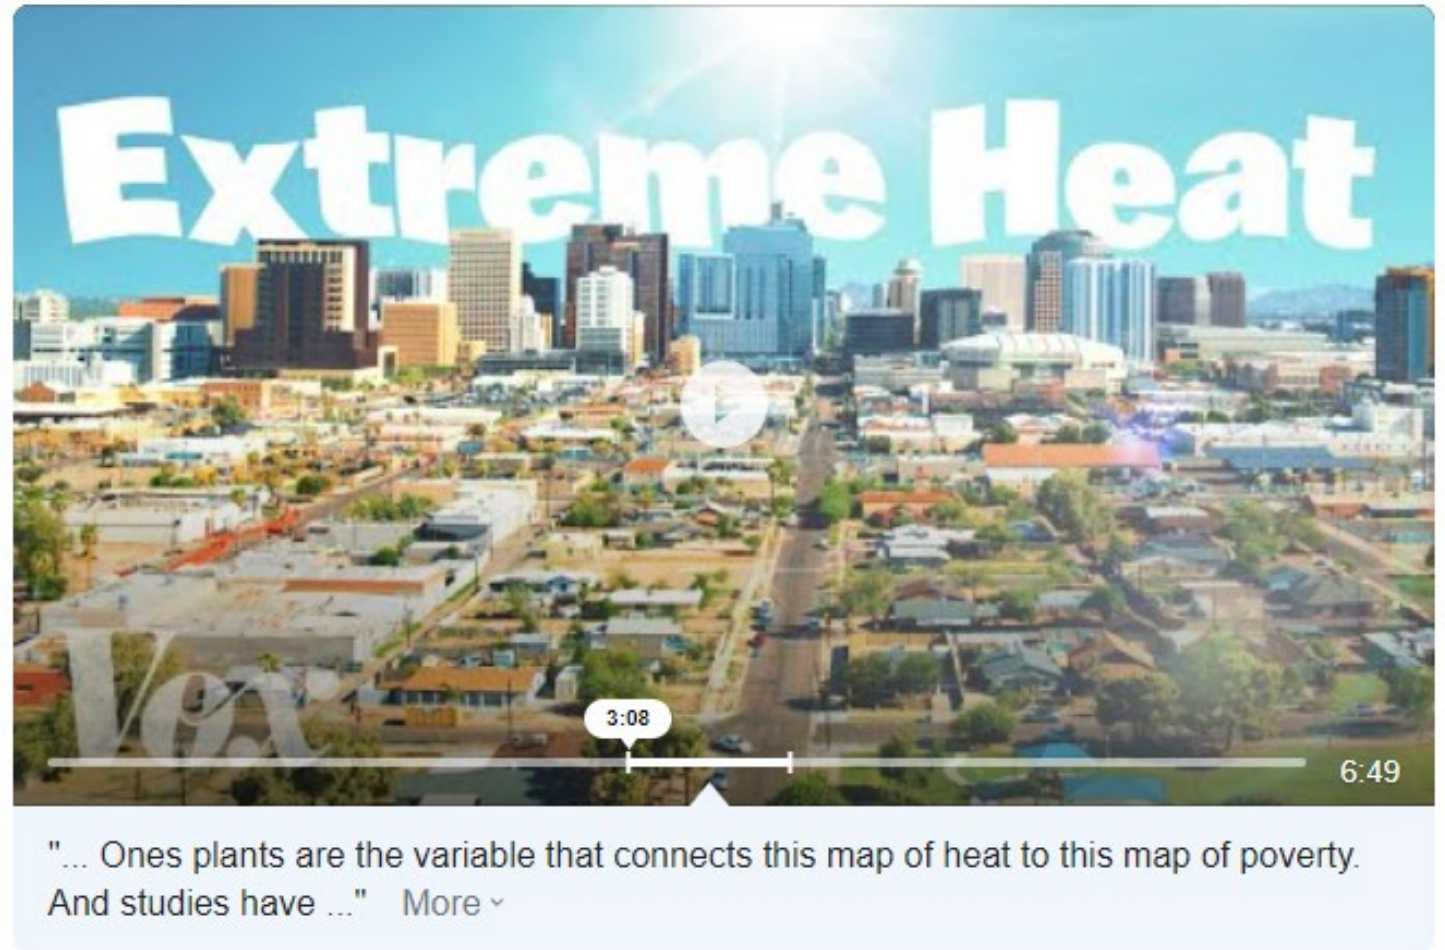 Extreme Heat
Vox
3:08
6:49
"... Ones plants are the variable that connects this map of heat to this map of poverty.
And studies have ..." More